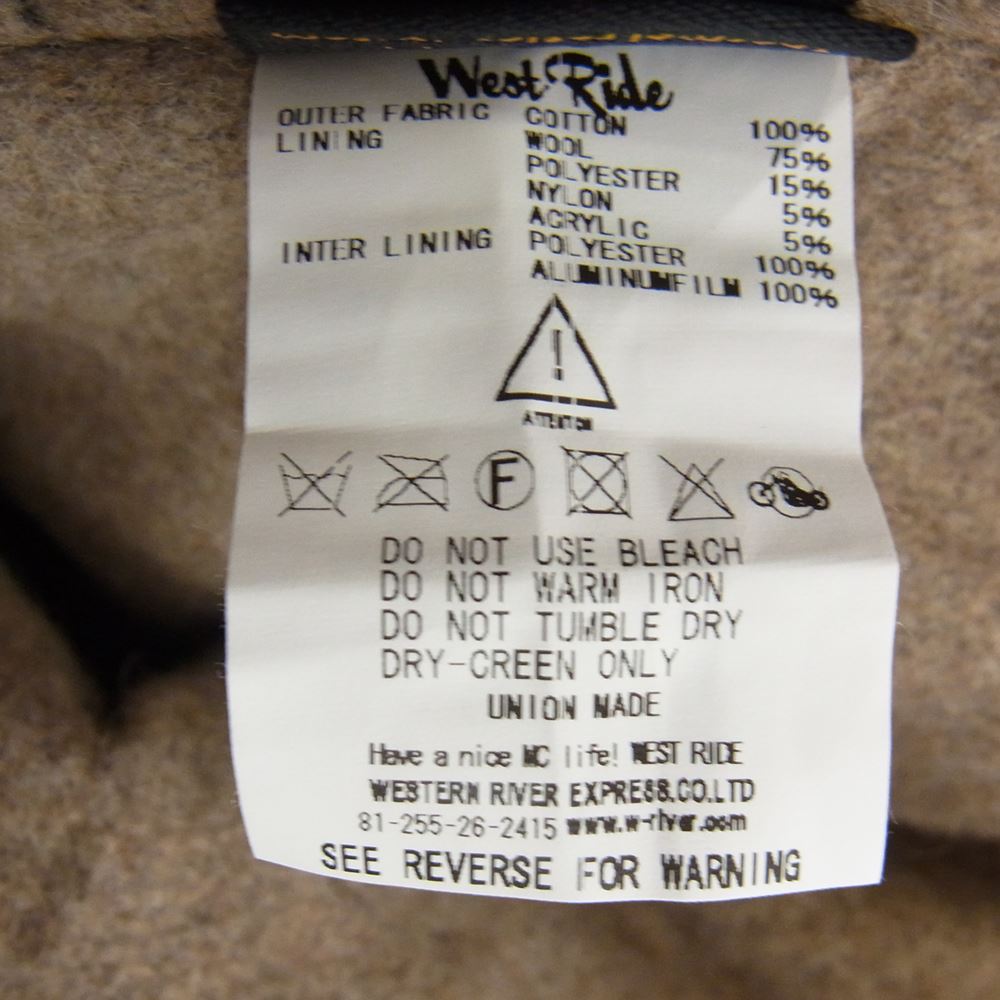 West Ride
OUTER FABRIC COTTON 100%
LINING WOOL 75%
POLYESTER 15%
NYLON 5%
ACRYLIC 5%
INTER LINING POLYESTER 100%
ALUMINUMFILM 100%
!
ATTENTION
F
DO NOT USE BLEACH
DO NOT WARM IRON
DO NOT TUMBLE DRY
DRY-CREEN ONLY
UNION MADE
Have a nice MC life! WEST RIDE
WESTERN RIVER EXPRESS.CO.LTD
81-255-26-2415 www.w-river.com
SEE REVERSE FOR WARNING